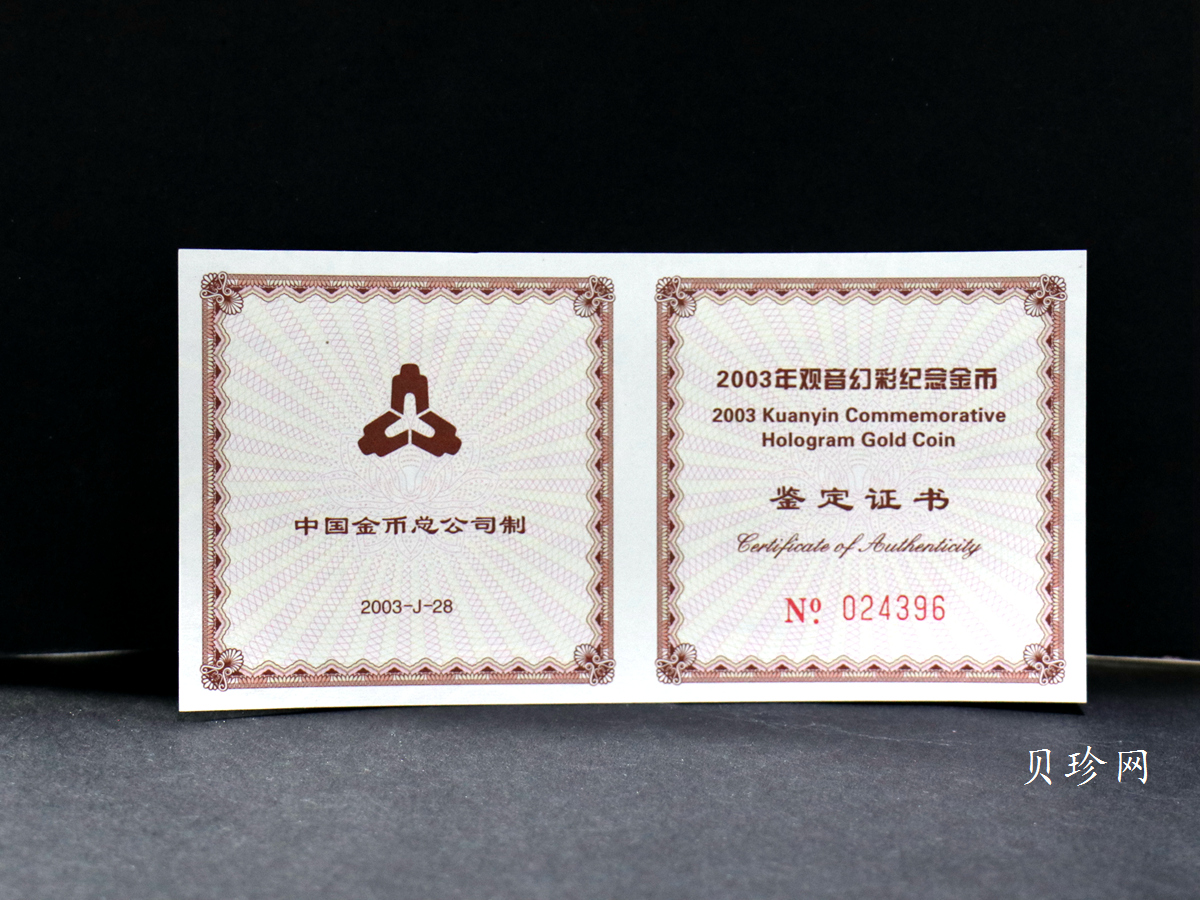 中国金币总公司制
2003-J-28
2003年观音幻彩纪念金币
2003 Kuanyin Commemorative
Hologram Gold Coin
鉴定证书
Certificate of Authenticity
Nº. 024396
贝珍网